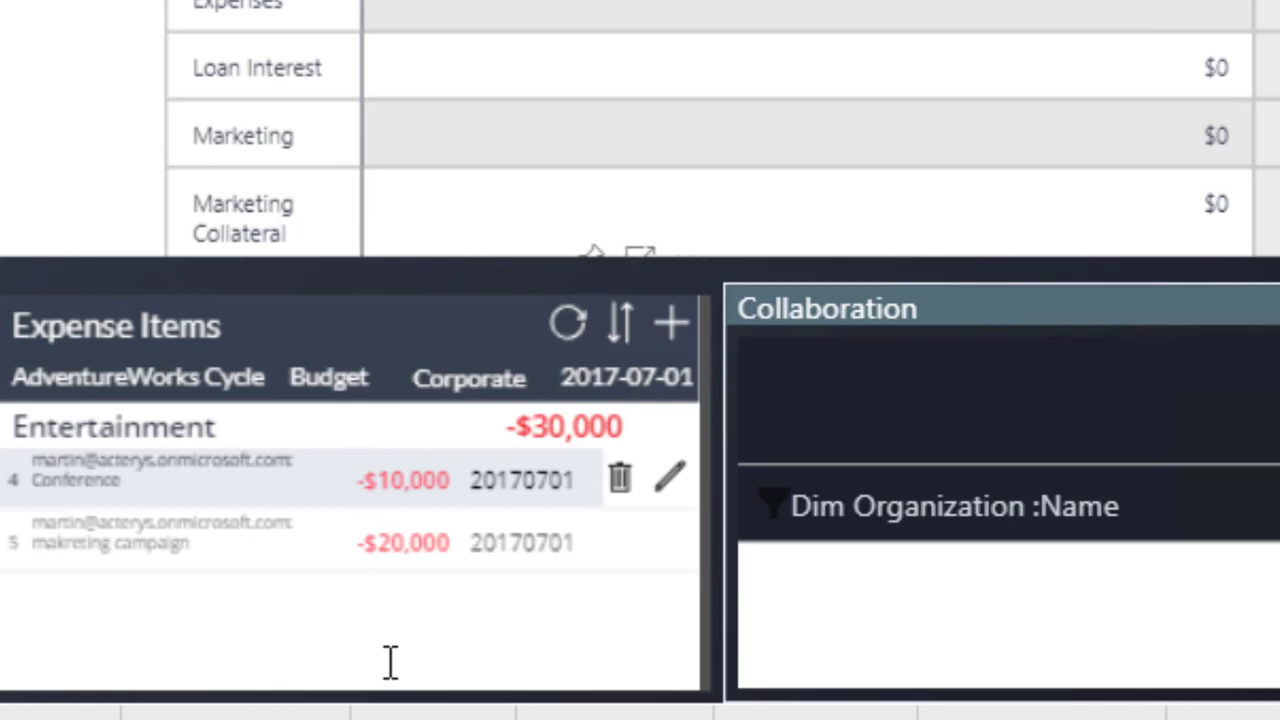 Expenses
Loan Interest $0
Marketing $0
Marketing $0
Collateral
Expense Items
AdventureWorks Cycle Budget Corporate 2017-07-01
Entertainment -$30,000
martin@acterys.onmicrosoft.com:
4 Conference -$10,000 20170701
martin@acterys.onmicrosoft.com:
5 makreting campaign -$20,000 20170701
Collaboration
Dim Organization :Name